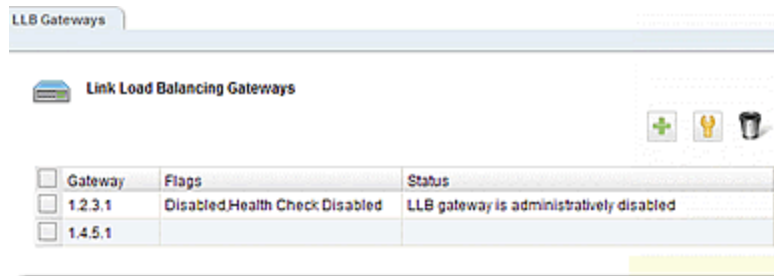 LLB Gateways
Link Load Balancing Gateways
Gateway Flags Status
1.2.3.1 Disabled,Health Check Disabled LLB gateway is administratively disabled
1.4.5.1